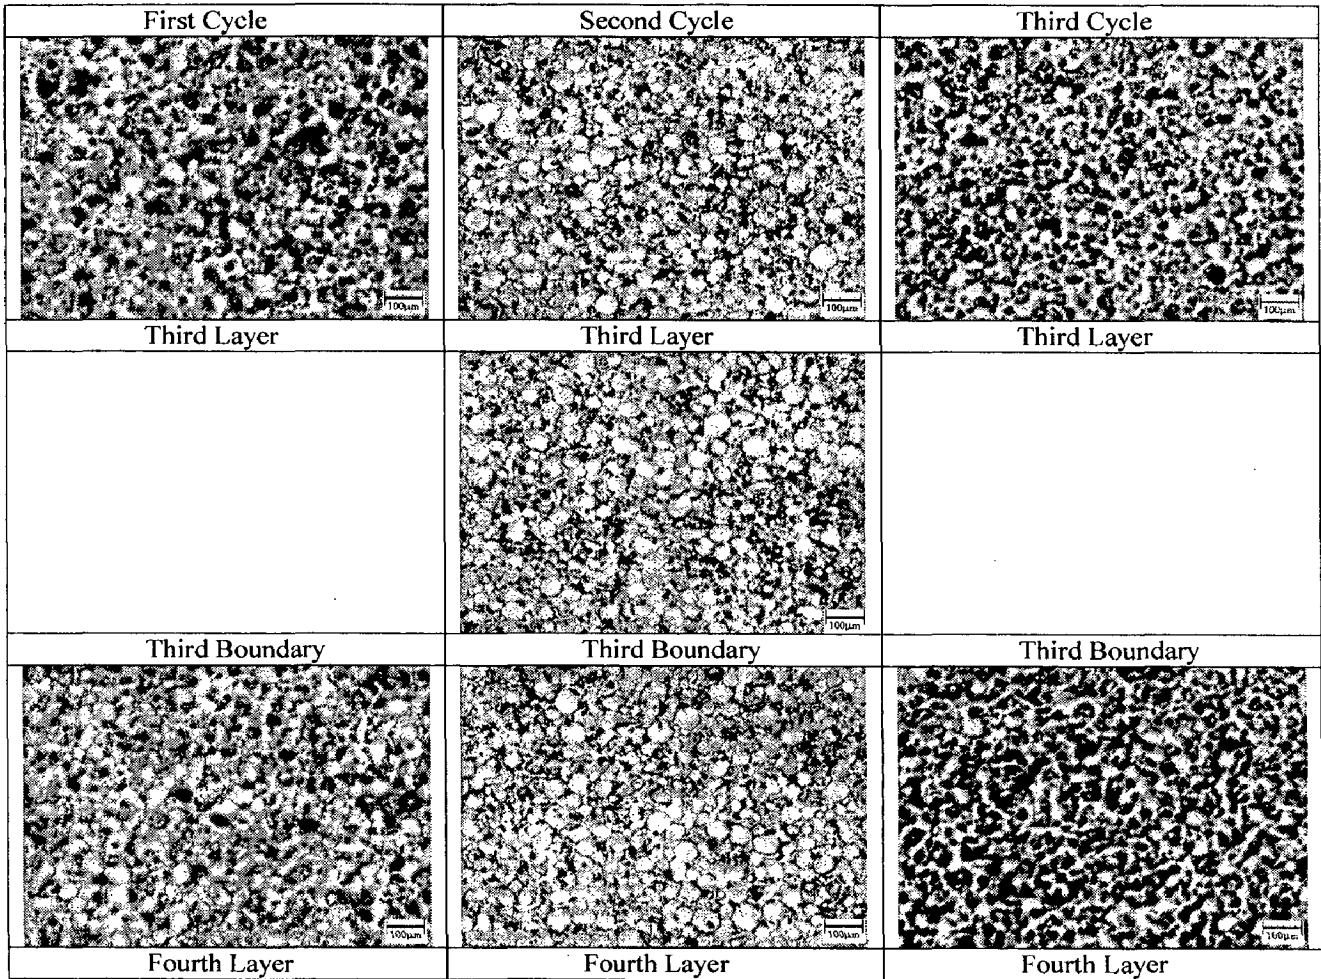 First Cycle Second Cycle Third Cycle
100µm 100µm 100µm
Third Layer Third Layer Third Layer
100µm
Third Boundary Third Boundary Third Boundary
100µm 100µm 100µm
Fourth Layer Fourth Layer Fourth Layer